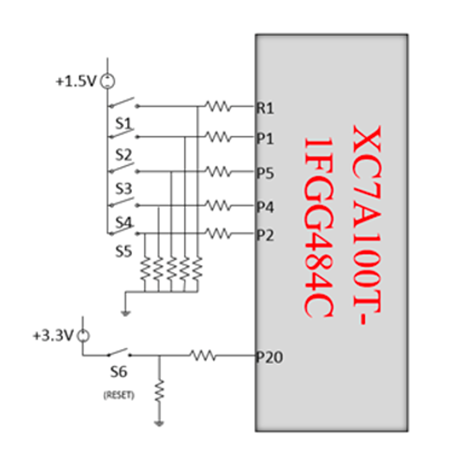 +1.5V
R1
S1
P1
S2
P5
S3
P4
S4
P2
S5
XC7A100T-
1FGG484C
+3.3V
P20
S6
(RESET)